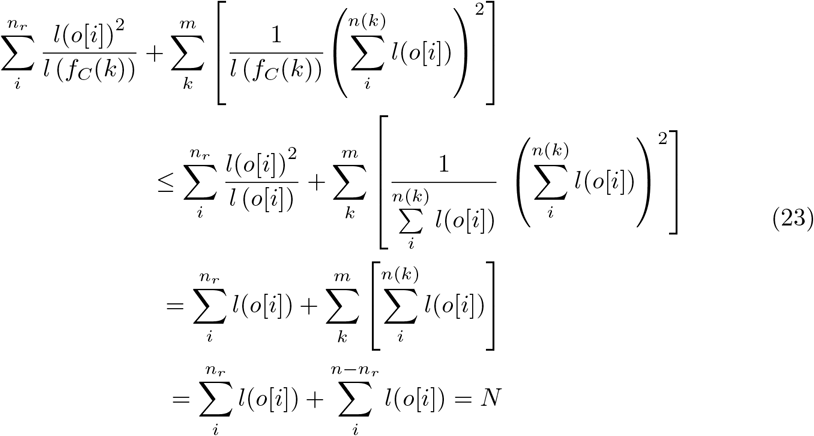 \sum_{i}^{n_r} \frac{l(o[i])^2}{l\,(f_C(k))} + \sum_{k}^{m} \left[ \frac{1}{l\,(f_C(k))} \left( \sum_{i}^{n(k)} l(o[i]) \right)^2 \right]
\leq \sum_{i}^{n_r} \frac{l(o[i])^2}{l\,(o[i])} + \sum_{k}^{m} \left[ \frac{1}{\sum_{i}^{n(k)} l(o[i])} \left( \sum_{i}^{n(k)} l(o[i]) \right)^2 \right] (23)
= \sum_{i}^{n_r} l(o[i]) + \sum_{k}^{m} \left[ \sum_{i}^{n(k)} l(o[i]) \right]
= \sum_{i}^{n_r} l(o[i]) + \sum_{i}^{n-n_r} l(o[i]) = N